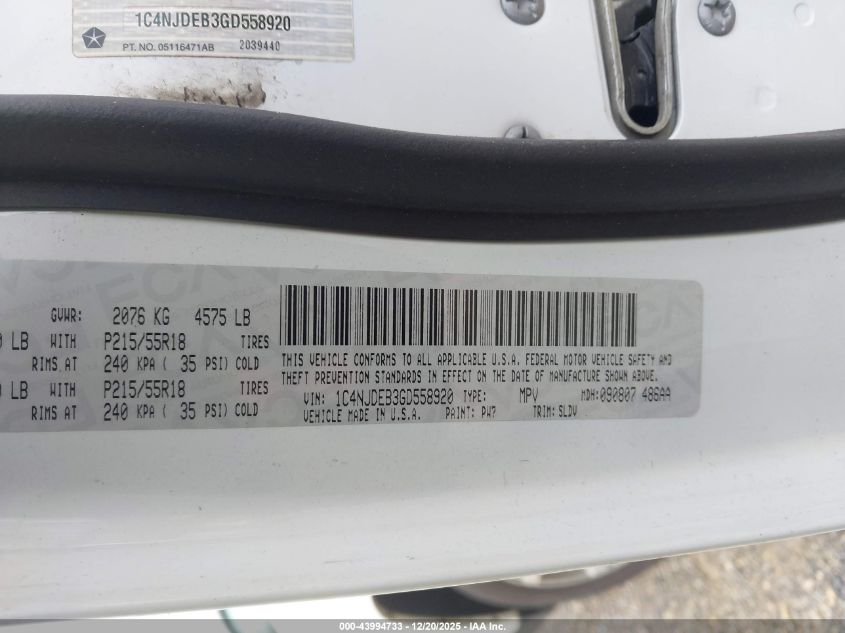 1C4NJDEB3GD558920
PT. NO. 05116471AB 2039440
GVWR: 2076 KG 4575 LB
LB WITH P215/55R18 TIRES
RIMS AT 240 KPA ( 35 PSI) COLD
LB WITH P215/55R18 TIRES
RIMS AT 240 KPA ( 35 PSI) COLD
THIS VEHICLE CONFORMS TO ALL APPLICABLE U.S.A. FEDERAL MOTOR VEHICLE SAFETY AND
THEFT PREVENTION STANDARDS IN EFFECT ON THE DATE OF MANUFACTURE SHOWN ABOVE.
VIN: 1C4NJDEB3GD558920 TYPE: MPV MDH:090807 486AA
VEHICLE MADE IN U.S.A. PAINT: PW7 TRIM: SLDV
000-43994733 - 12/20/2025 - IAA Inc.